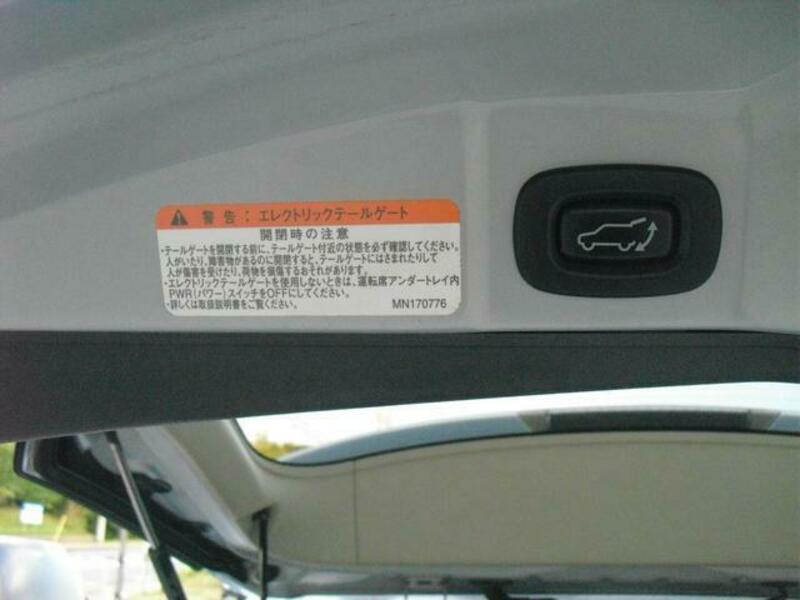 警告：エレクトリックテールゲート
開閉時の注意
・テールゲートを開閉する前に、テールゲート付近の状態を必ず確認してください。
人がいたり、障害物があるのに開閉すると、テールゲートにはさまれたりして
人が傷害を受けたり、荷物を損傷するおそれがあります。
・エレクトリックテールゲートを使用しないときは、運転席アンダートレイ内
PWR(パワー)スイッチをOFFにしてください。
・詳しくは取扱説明書をご覧ください。
MN170776